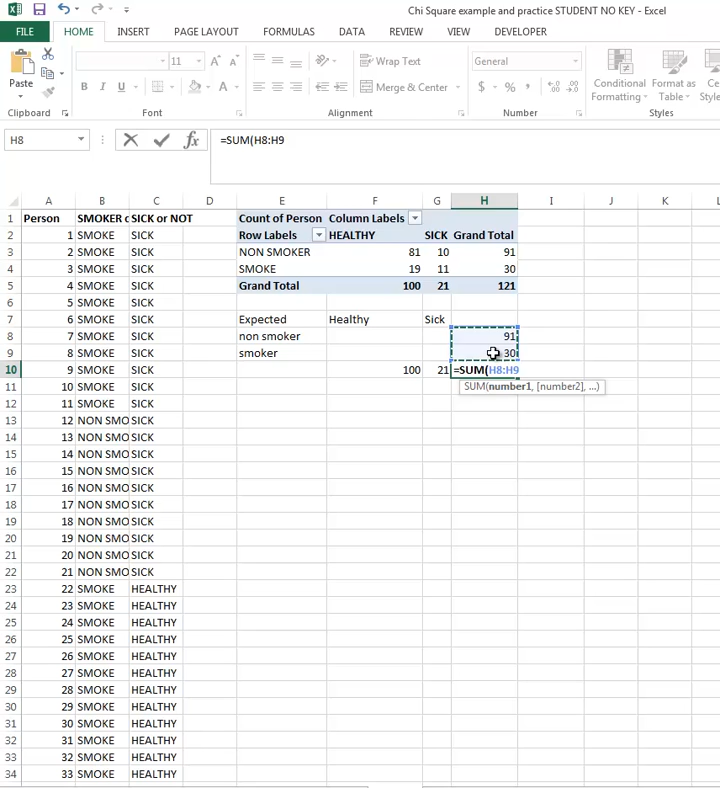 Chi Square example and practice STUDENT NO KEY - Excel
FILE HOME INSERT PAGE LAYOUT FORMULAS DATA REVIEW VIEW DEVELOPER
Paste
B I U
11 A A
A
Wrap Text
Merge & Center
General
$ % ,
Conditional Formatting
Format as Table
Clipboard Font Alignment Number Styles
H8 fx =SUM(H8:H9
A B C D E F G H I J K L
1 Person SMOKER c SICK or NOT Count of Person Column Labels
2 1 SMOKE SICK Row Labels HEALTHY SICK Grand Total
3 2 SMOKE SICK NON SMOKER 81 10 91
4 3 SMOKE SICK SMOKE 19 11 30
5 4 SMOKE SICK Grand Total 100 21 121
6 5 SMOKE SICK
7 6 SMOKE SICK Expected Healthy Sick
8 7 SMOKE SICK non smoker 91
9 8 SMOKE SICK smoker 30
10 9 SMOKE SICK 100 21 =SUM(H8:H9
11 10 SMOKE SICK SUM(number1, [number2], ...)
12 11 SMOKE SICK
13 12 NON SMO SICK
14 13 NON SMO SICK
15 14 NON SMO SICK
16 15 NON SMO SICK
17 16 NON SMO SICK
18 17 NON SMO SICK
19 18 NON SMO SICK
20 19 NON SMO SICK
21 20 NON SMO SICK
22 21 NON SMO SICK
23 22 SMOKE HEALTHY
24 23 SMOKE HEALTHY
25 24 SMOKE HEALTHY
26 25 SMOKE HEALTHY
27 26 SMOKE HEALTHY
28 27 SMOKE HEALTHY
29 28 SMOKE HEALTHY
30 29 SMOKE HEALTHY
31 30 SMOKE HEALTHY
32 31 SMOKE HEALTHY
33 32 SMOKE HEALTHY
34 33 SMOKE HEALTHY